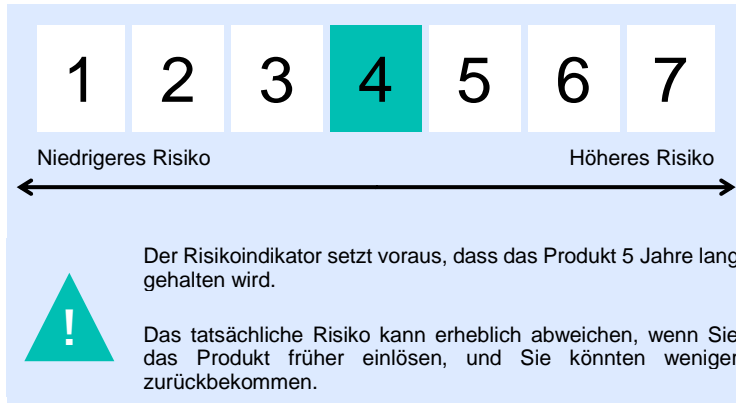 1 2 3 4 5 6 7
Niedrigeres Risiko Höheres Risiko
Der Risikoindikator setzt voraus, dass das Produkt 5 Jahre lang
gehalten wird.
!
Das tatsächliche Risiko kann erheblich abweichen, wenn Sie
das Produkt früher einlösen, und Sie könnten weniger
zurückbekommen.